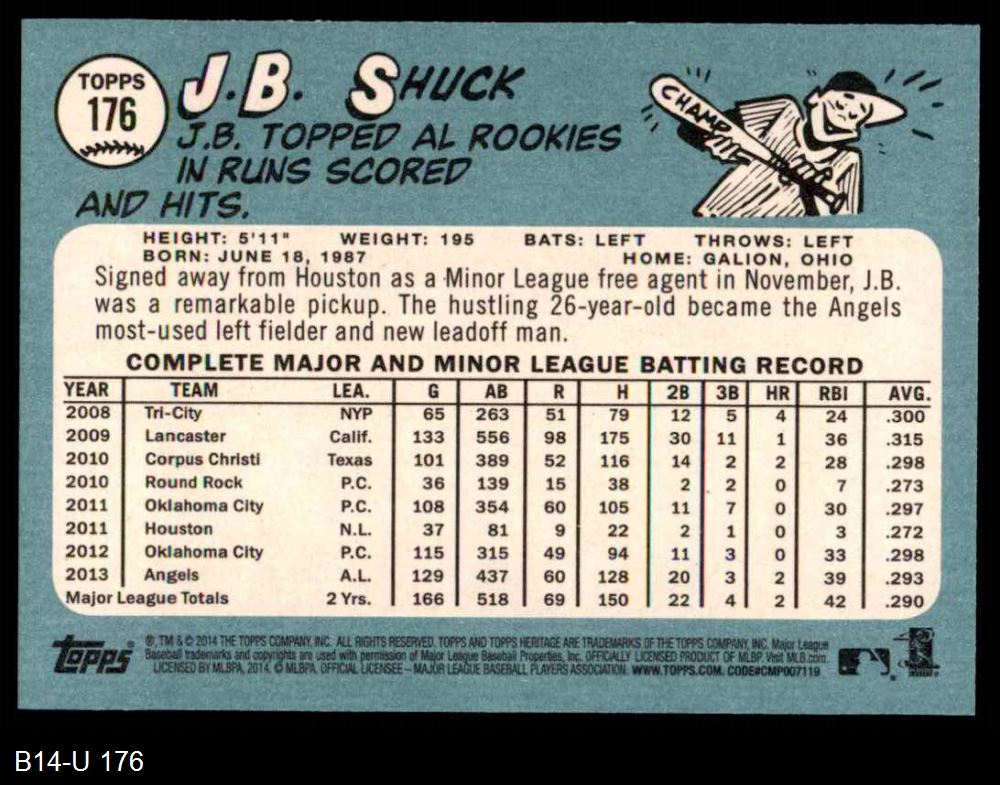 TOPPS
176
J.B. SHUCK
J.B. TOPPED AL ROOKIES
IN RUNS SCORED
AND HITS.
CHAMP
HEIGHT: 5'11" WEIGHT: 195 BATS: LEFT THROWS: LEFT
BORN: JUNE 18, 1987 HOME: GALION, OHIO
Signed away from Houston as a Minor League free agent in November, J.B.
was a remarkable pickup. The hustling 26-year-old became the Angels
most-used left fielder and new leadoff man.
COMPLETE MAJOR AND MINOR LEAGUE BATTING RECORD
YEAR TEAM LEA. G AB R H 2B 3B HR RBI AVG.
2008 Tri-City NYP 65 263 51 79 12 5 4 24 .300
2009 Lancaster Calif. 133 556 98 175 30 11 1 36 .315
2010 Corpus Christi Texas 101 389 52 116 14 2 2 28 .298
2010 Round Rock P.C. 36 139 15 38 2 2 0 7 .273
2011 Oklahoma City P.C. 108 354 60 105 11 7 0 30 .297
2011 Houston N.L. 37 81 9 22 2 1 0 3 .272
2012 Oklahoma City P.C. 115 315 49 94 11 3 0 33 .298
2013 Angels A.L. 129 437 60 128 20 3 2 39 .293
Major League Totals 2 Yrs. 166 518 69 150 22 4 2 42 .290
topps
®, TM & © 2014 THE TOPPS COMPANY, INC. ALL RIGHTS RESERVED. TOPPS AND TOPPS HERITAGE ARE TRADEMARKS OF THE TOPPS COMPANY, INC. Major League
Baseball trademarks and copyrights are used with permission of Major League Baseball Properties, Inc. OFFICIALLY LICENSED PRODUCT OF MLBP. Visit MLB.com.
LICENSED BY MLBPA, 2014. © MLBPA. OFFICIAL LICENSEE – MAJOR LEAGUE BASEBALL PLAYERS ASSOCIATION. WWW.TOPPS.COM. CODE#CMP007119
B14-U 176